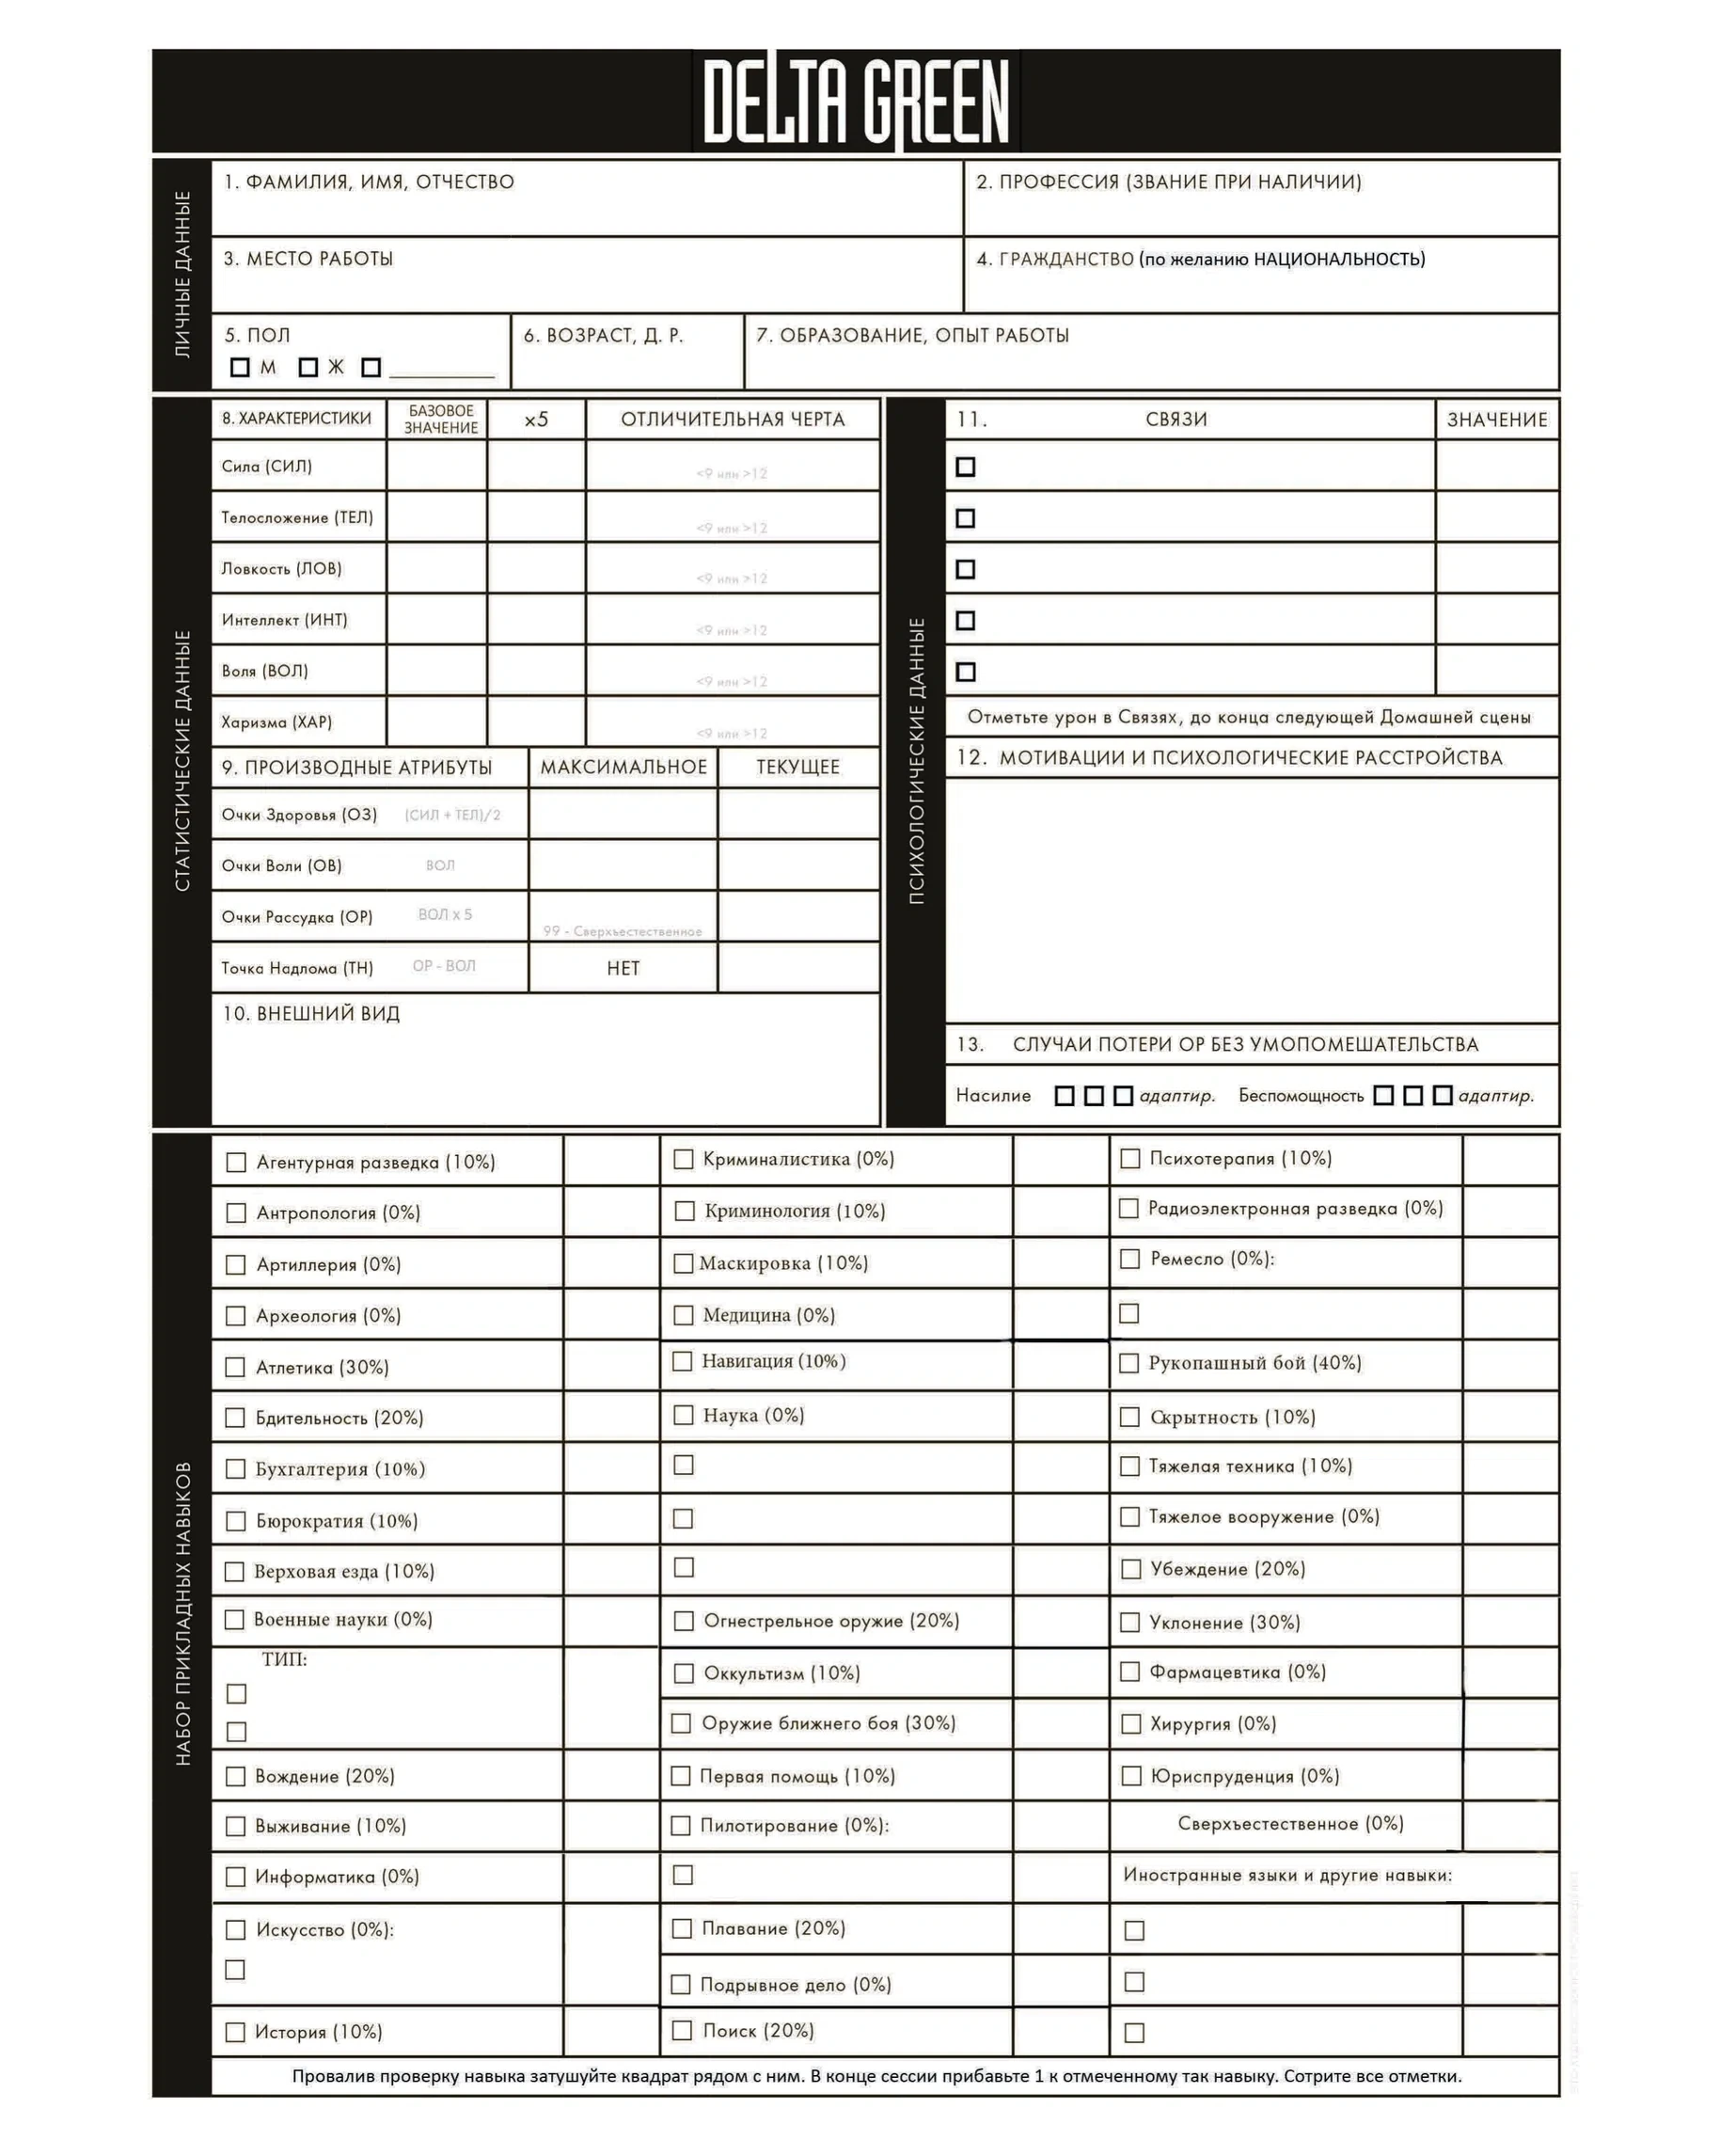 DELTA GREEN
ЛИЧНЫЕ ДАННЫЕ
1. ФАМИЛИЯ, ИМЯ, ОТЧЕСТВО
2. ПРОФЕССИЯ (ЗВАНИЕ ПРИ НАЛИЧИИ)
3. МЕСТО РАБОТЫ
4. ГРАЖДАНСТВО (по желанию НАЦИОНАЛЬНОСТЬ)
5. ПОЛ
М Ж
6. ВОЗРАСТ, Д. Р.
7. ОБРАЗОВАНИЕ, ОПЫТ РАБОТЫ
СТАТИСТИЧЕСКИЕ ДАННЫЕ
8. ХАРАКТЕРИСТИКИ
БАЗОВОЕ
ЗНАЧЕНИЕ
×5
ОТЛИЧИТЕЛЬНАЯ ЧЕРТА
Сила (СИЛ)
<9 или >12
Телосложение (ТЕЛ)
<9 или >12
Ловкость (ЛОВ)
<9 или >12
Интеллект (ИНТ)
<9 или >12
Воля (ВОЛ)
<9 или >12
Харизма (ХАР)
<9 или >12
9. ПРОИЗВОДНЫЕ АТРИБУТЫ
МАКСИМАЛЬНОЕ
ТЕКУЩЕЕ
Очки Здоровья (ОЗ) (СИЛ + ТЕЛ)/2
Очки Воли (ОВ) ВОЛ
Очки Рассудка (ОР) ВОЛ x 5
99 - Сверхъестественное
Точка Надлома (ТН) ОР - ВОЛ
НЕТ
10. ВНЕШНИЙ ВИД
ПСИХОЛОГИЧЕСКИЕ ДАННЫЕ
11. СВЯЗИ
ЗНАЧЕНИЕ
Отметьте урон в Связях, до конца следующей Домашней сцены
12. МОТИВАЦИИ И ПСИХОЛОГИЧЕСКИЕ РАССТРОЙСТВА
13. СЛУЧАИ ПОТЕРИ ОР БЕЗ УМОПОМЕШАТЕЛЬСТВА
Насилие адаптир. Беспомощность адаптир.
НАБОР ПРИКЛАДНЫХ НАВЫКОВ
Агентурная разведка (10%)
Антропология (0%)
Артиллерия (0%)
Археология (0%)
Атлетика (30%)
Бдительность (20%)
Бухгалтерия (10%)
Бюрократия (10%)
Верховая езда (10%)
Военные науки (0%)
ТИП:
Вождение (20%)
Выживание (10%)
Информатика (0%)
Искусство (0%):
История (10%)
Криминалистика (0%)
Криминология (10%)
Маскировка (10%)
Медицина (0%)
Навигация (10%)
Наука (0%)
Огнестрельное оружие (20%)
Оккультизм (10%)
Оружие ближнего боя (30%)
Первая помощь (10%)
Пилотирование (0%):
Плавание (20%)
Подрывное дело (0%)
Поиск (20%)
Психотерапия (10%)
Радиоэлектронная разведка (0%)
Ремесло (0%):
Рукопашный бой (40%)
Скрытность (10%)
Тяжелая техника (10%)
Тяжелое вооружение (0%)
Убеждение (20%)
Уклонение (30%)
Фармацевтика (0%)
Хирургия (0%)
Юриспруденция (0%)
Сверхъестественное (0%)
Иностранные языки и другие навыки:
Провалив проверку навыка затушуйте квадрат рядом с ним. В конце сессии прибавьте 1 к отмеченному так навыку. Сотрите все отметки.